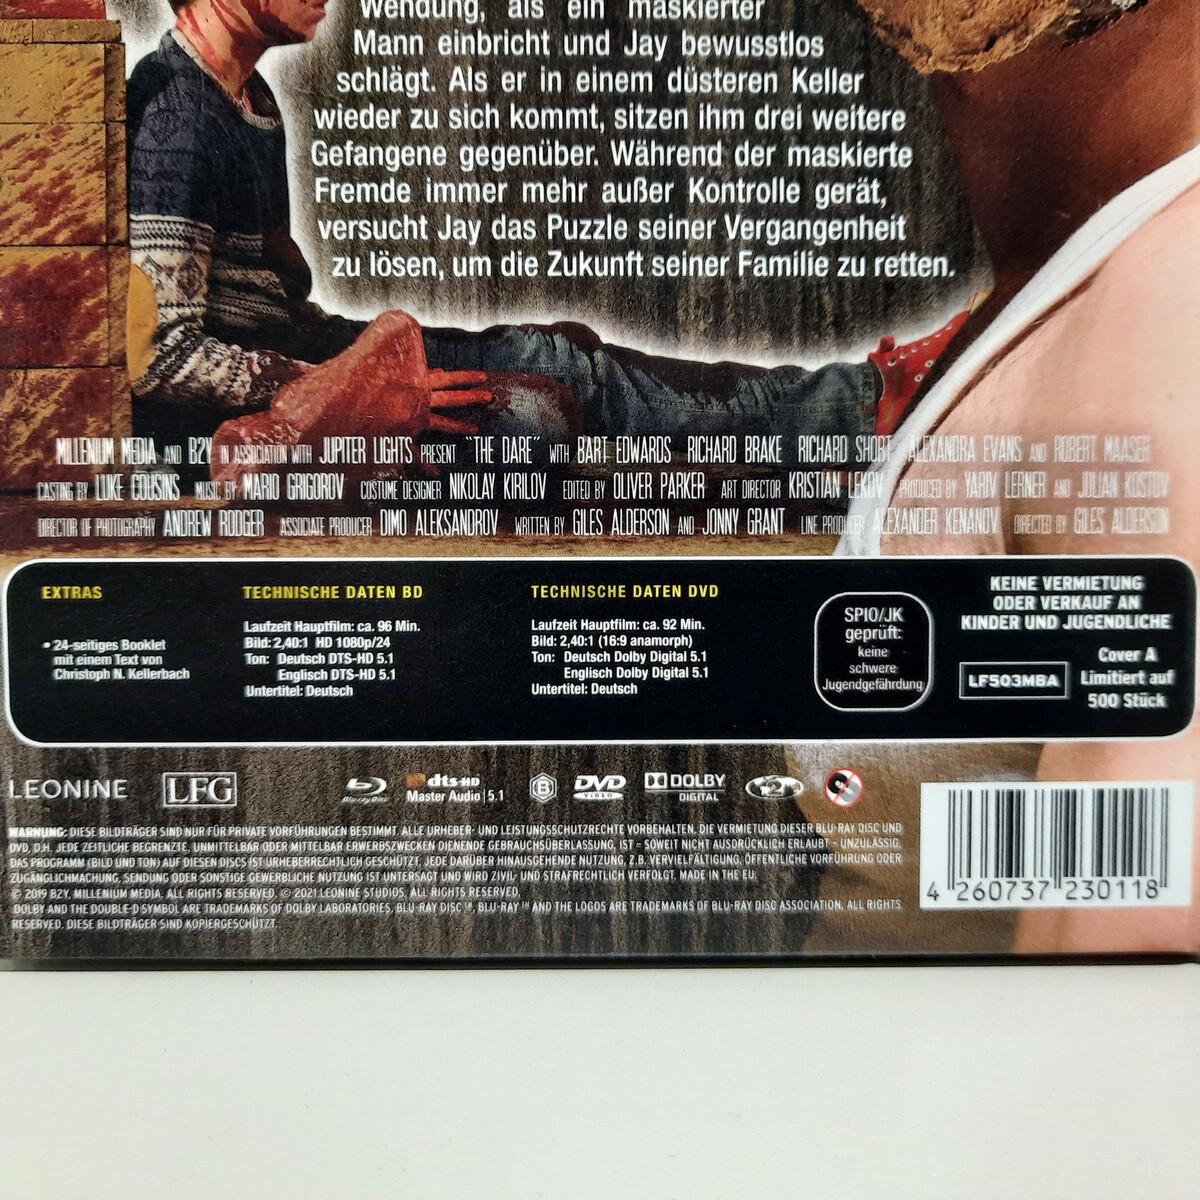 Wendung, als ein maskierter
Mann einbricht und Jay bewusstlos
schlägt. Als er in einem düsteren Keller
wieder zu sich kommt, sitzen ihm drei weitere
Gefangene gegenüber. Während der maskierte
Fremde immer mehr außer Kontrolle gerät,
versucht Jay das Puzzle seiner Vergangenheit
zu lösen, um die Zukunft seiner Familie zu retten.
MILLENIUM MEDIA AND B2Y IN ASSOCIATION WITH JUPITER LIGHTS PRESENT "THE DARE" WITH BART EDWARDS RICHARD BRAKE RICHARD SHORT ALEXANDRA EVANS AND ROBERT MAASER
CASTING BY LUKE COUSINS MUSIC BY MARIO GRIGOROV COSTUME DESIGNER NIKOLAY KIRILOV EDITED BY OLIVER PARKER ART DIRECTOR KRISTIAN LEKOV PRODUCED BY YARIV LERNER AND JULIAN KOSTOV
DIRECTOR OF PHOTOGRAPHY ANDREW RODGER ASSOCIATE PRODUCER DIMO ALEKSANDROV WRITTEN BY GILES ALDERSON AND JONNY GRANT LINE PRODUCER ALEXANDER KENANOV DIRECTED BY GILES ALDERSON
EXTRAS
• 24-seitiges Booklet
mit einem Text von
Christoph N. Kellerbach
TECHNISCHE DATEN BD
Laufzeit Hauptfilm: ca. 96 Min.
Bild: 2,40:1 HD 1080p/24
Ton: Deutsch DTS-HD 5.1
Englisch DTS-HD 5.1
Untertitel: Deutsch
TECHNISCHE DATEN DVD
Laufzeit Hauptfilm: ca. 92 Min.
Bild: 2,40:1 (16:9 anamorph)
Ton: Deutsch Dolby Digital 5.1
Englisch Dolby Digital 5.1
Untertitel: Deutsch
SPIO/JK
geprüft:
keine
schwere
Jugendgefährdung
KEINE VERMIETUNG
ODER VERKAUF AN
KINDER UND JUGENDLICHE
LF503MBA
Cover A
Limitiert auf
500 Stück
LEONINE
LFG
Blu-ray Disc
dts-HD
Master Audio | 5.1
B
DVD
VIDEO
DOLBY
DIGITAL
2
WARNUNG: DIESE BILDTRÄGER SIND NUR FÜR PRIVATE VORFÜHRUNGEN BESTIMMT. ALLE URHEBER- UND LEISTUNGSSCHUTZRECHTE VORBEHALTEN. DIE VERMIETUNG DIESER BLU-RAY DISC UND
DVD, D.H. JEDE ZEITLICHE BEGRENZTE, UNMITTELBAR ODER MITTELBAR ERWERBSZWECKEN DIENENDE GEBRAUCHSÜBERLASSUNG, IST – SOWEIT NICHT AUSDRÜCKLICH ERLAUBT – UNZULÄSSIG.
DAS PROGRAMM (BILD UND TON) AUF DIESEN DISCS IST URHEBERRECHTLICH GESCHÜTZT. JEDE DARÜBER HINAUSGEHENDE NUTZUNG, Z.B. VERVIELFÄLTIGUNG, ÖFFENTLICHE VORFÜHRUNG ODER
ZUGÄNGLICHMACHUNG, SENDUNG ODER SONSTIGE GEWERBLICHE NUTZUNG IST UNTERSAGT UND WIRD ZIVIL- UND STRAFRECHTLICH VERFOLGT. MADE IN THE EU.
© 2019 B2Y, MILLENIUM MEDIA. ALL RIGHTS RESERVED. © 2021 LEONINE STUDIOS. ALL RIGHTS RESERVED.
DOLBY AND THE DOUBLE-D SYMBOL ARE TRADEMARKS OF DOLBY LABORATORIES, BLU-RAY DISC™, BLU-RAY™ AND THE LOGOS ARE TRADEMARKS OF BLU-RAY DISC ASSOCIATION. ALL RIGHTS
RESERVED. DIESE BILDTRÄGER SIND KOPIERGESCHÜTZT.
4 260737 230118